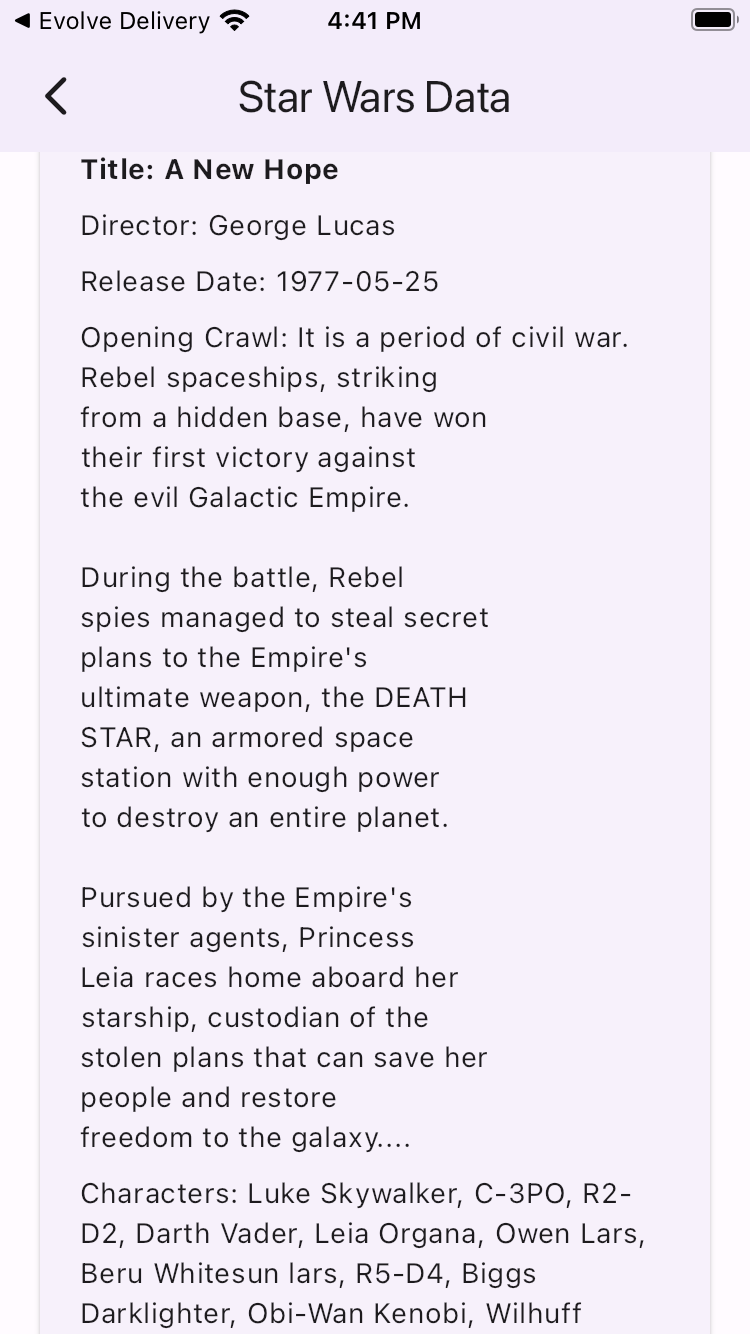 ◀ Evolve Delivery 4:41 PM
Star Wars Data
Title: A New Hope
Director: George Lucas
Release Date: 1977-05-25
Opening Crawl: It is a period of civil war.
Rebel spaceships, striking
from a hidden base, have won
their first victory against
the evil Galactic Empire.

During the battle, Rebel
spies managed to steal secret
plans to the Empire's
ultimate weapon, the DEATH
STAR, an armored space
station with enough power
to destroy an entire planet.

Pursued by the Empire's
sinister agents, Princess
Leia races home aboard her
starship, custodian of the
stolen plans that can save her
people and restore
freedom to the galaxy....
Characters: Luke Skywalker, C-3PO, R2-
D2, Darth Vader, Leia Organa, Owen Lars,
Beru Whitesun lars, R5-D4, Biggs
Darklighter, Obi-Wan Kenobi, Wilhuff